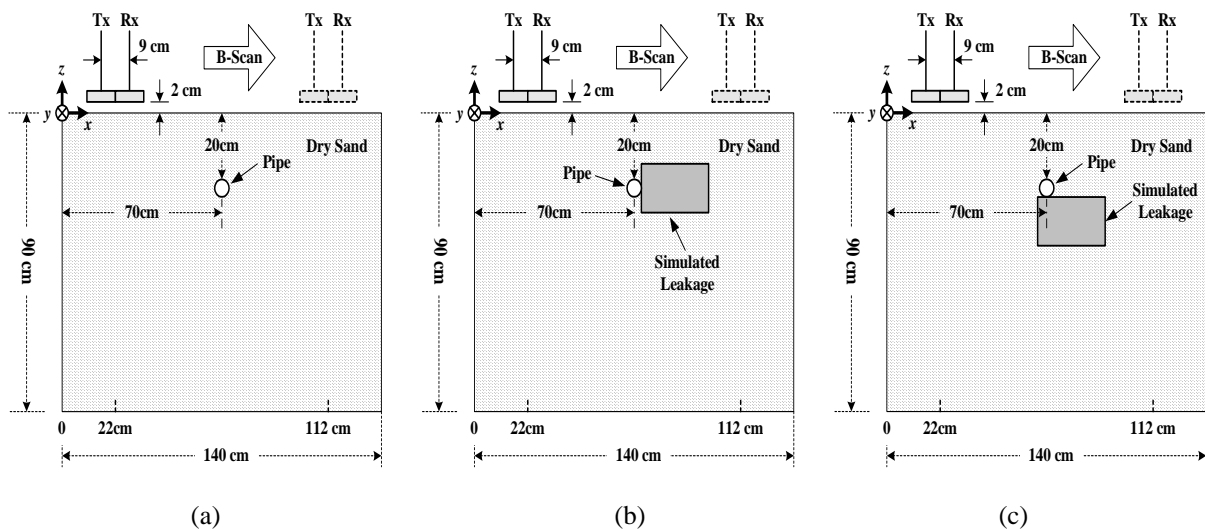 Tx Rx
9 cm
B-Scan
Tx Rx
2 cm
z
y
x
20cm
Dry Sand
Pipe
70cm
90 cm
0
22cm
112 cm
140 cm
(a)
Tx Rx
9 cm
B-Scan
Tx Rx
2 cm
z
y
x
20cm
Dry Sand
Pipe
70cm
Simulated
Leakage
90 cm
0
22cm
112 cm
140 cm
(b)
Tx Rx
9 cm
B-Scan
Tx Rx
2 cm
z
y
x
20cm
Dry Sand
Pipe
Simulated
Leakage
70cm
90 cm
0
22cm
112 cm
140 cm
(c)